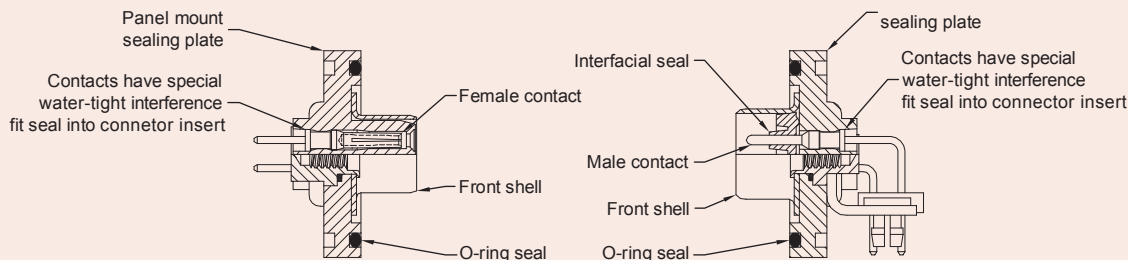 Panel mount
sealing plate
Contacts have special
water-tight interference
fit seal into connetor insert
Female contact
Front shell
O-ring seal
sealing plate
Interfacial seal
Contacts have special
water-tight interference
fit seal into connector insert
Male contact
Front shell
O-ring seal